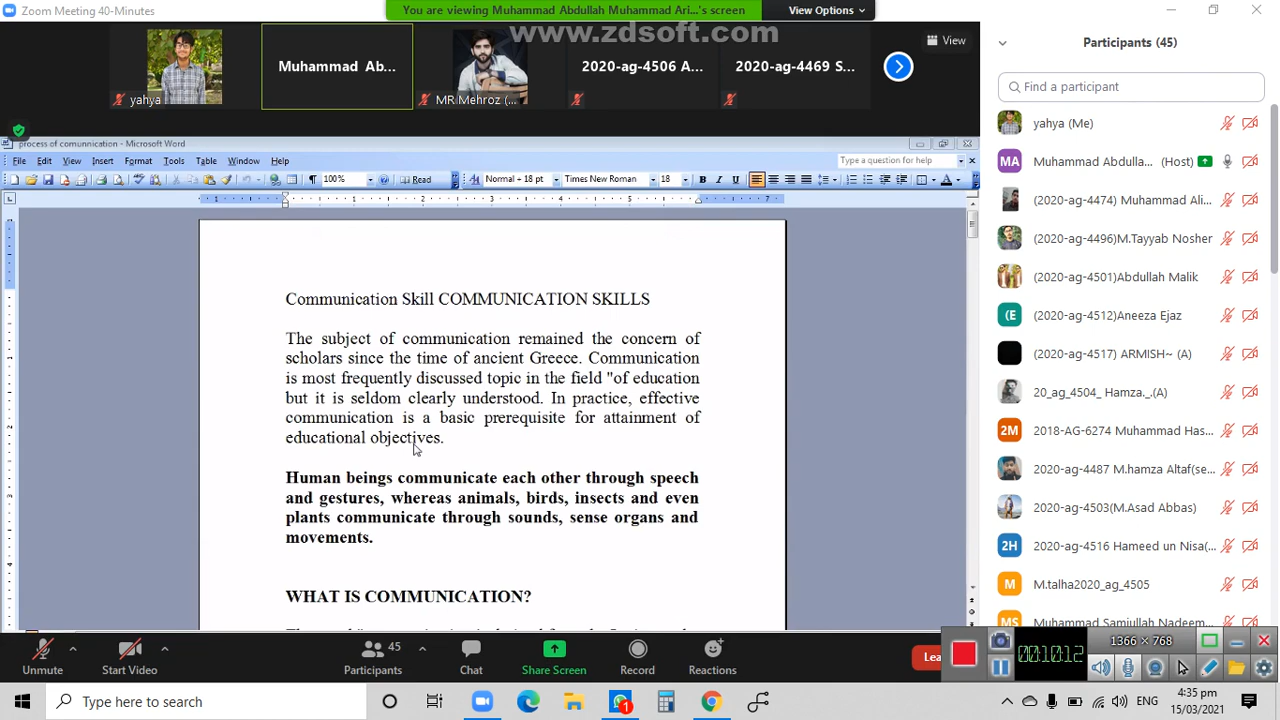 Zoom Meeting 40-Minutes
You are viewing Muhammad Abdullah Muhammad Ari...'s screen
View Options
www.zdsoft.com
View
yahya
Muhammad Ab...
MR Mehroz (...
2020-ag-4506 A...
2020-ag-4469 S...
Participants (45)
Find a participant
yahya (Me)
MA Muhammad Abdulla... (Host)
(2020-ag-4474) Muhammad Ali...
(2020-ag-4496)M.Tayyab Nosher
(2020-ag-4501)Abdullah Malik
(E (2020-ag-4512)Aneeza Ejaz
(2020-ag-4517) ARMISH~ (A)
20_ag_4504_ Hamza._.(A)
2M 2018-AG-6274 Muhammad Has...
2020-ag-4487 M.hamza Altaf(se...
(2020-ag-4503(M.Asad Abbas)
2H 2020-ag-4516 Hameed un Nisa(...
M M.talha2020_ag_4505
MS Muhammad Samiullah Nadeem...
process of comunnication - Microsoft Word
File Edit View Insert Format Tools Table Window Help
Type a question for help
100% Read Normal + 18 pt Times New Roman 18 B I U
Communication Skill COMMUNICATION SKILLS
The subject of communication remained the concern of
scholars since the time of ancient Greece. Communication
is most frequently discussed topic in the field "of education
but it is seldom clearly understood. In practice, effective
communication is a basic prerequisite for attainment of
educational objectives.
Human beings communicate each other through speech
and gestures, whereas animals, birds, insects and even
plants communicate through sounds, sense organs and
movements.
WHAT IS COMMUNICATION?
Unmute
Start Video
45
Participants
Chat
Share Screen
Record
Reactions
Lea
1366 × 768
00:10:12
Type here to search
1
ENG
4:35 pm
15/03/2021